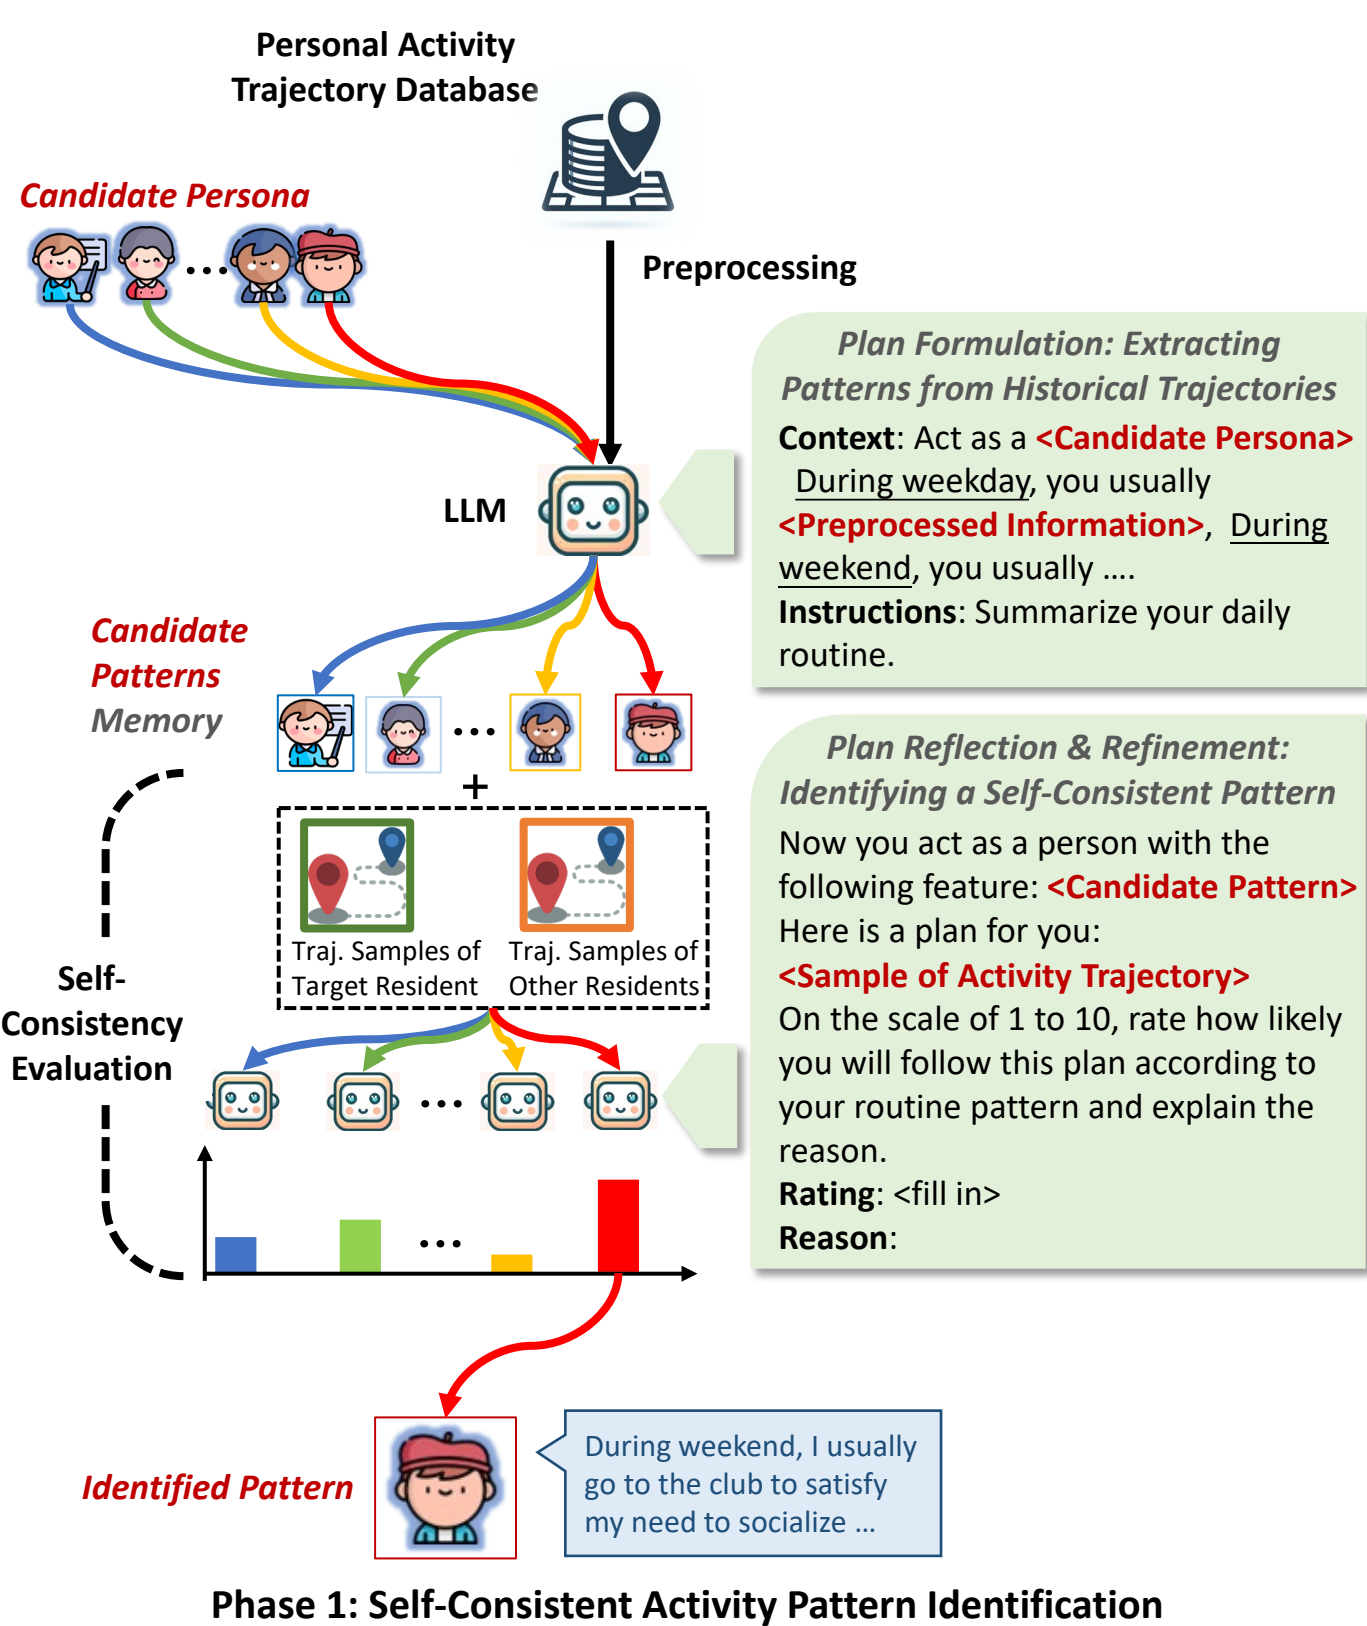 Personal Activity
Trajectory Database
Candidate Persona
...
Preprocessing
LLM
Plan Formulation: Extracting
Patterns from Historical Trajectories
Context: Act as a <Candidate Persona>
During weekday, you usually
<Preprocessed Information>, During
weekend, you usually ....
Instructions: Summarize your daily
routine.
Candidate
Patterns
Memory
...
+
Traj. Samples of
Target Resident
Traj. Samples of
Other Residents
Self-
Consistency
Evaluation
...
...
Plan Reflection & Refinement:
Identifying a Self-Consistent Pattern
Now you act as a person with the
following feature: <Candidate Pattern>
Here is a plan for you:
<Sample of Activity Trajectory>
On the scale of 1 to 10, rate how likely
you will follow this plan according to
your routine pattern and explain the
reason.
Rating: <fill in>
Reason:
Identified Pattern
During weekend, I usually
go to the club to satisfy
my need to socialize ...
Phase 1: Self-Consistent Activity Pattern Identification